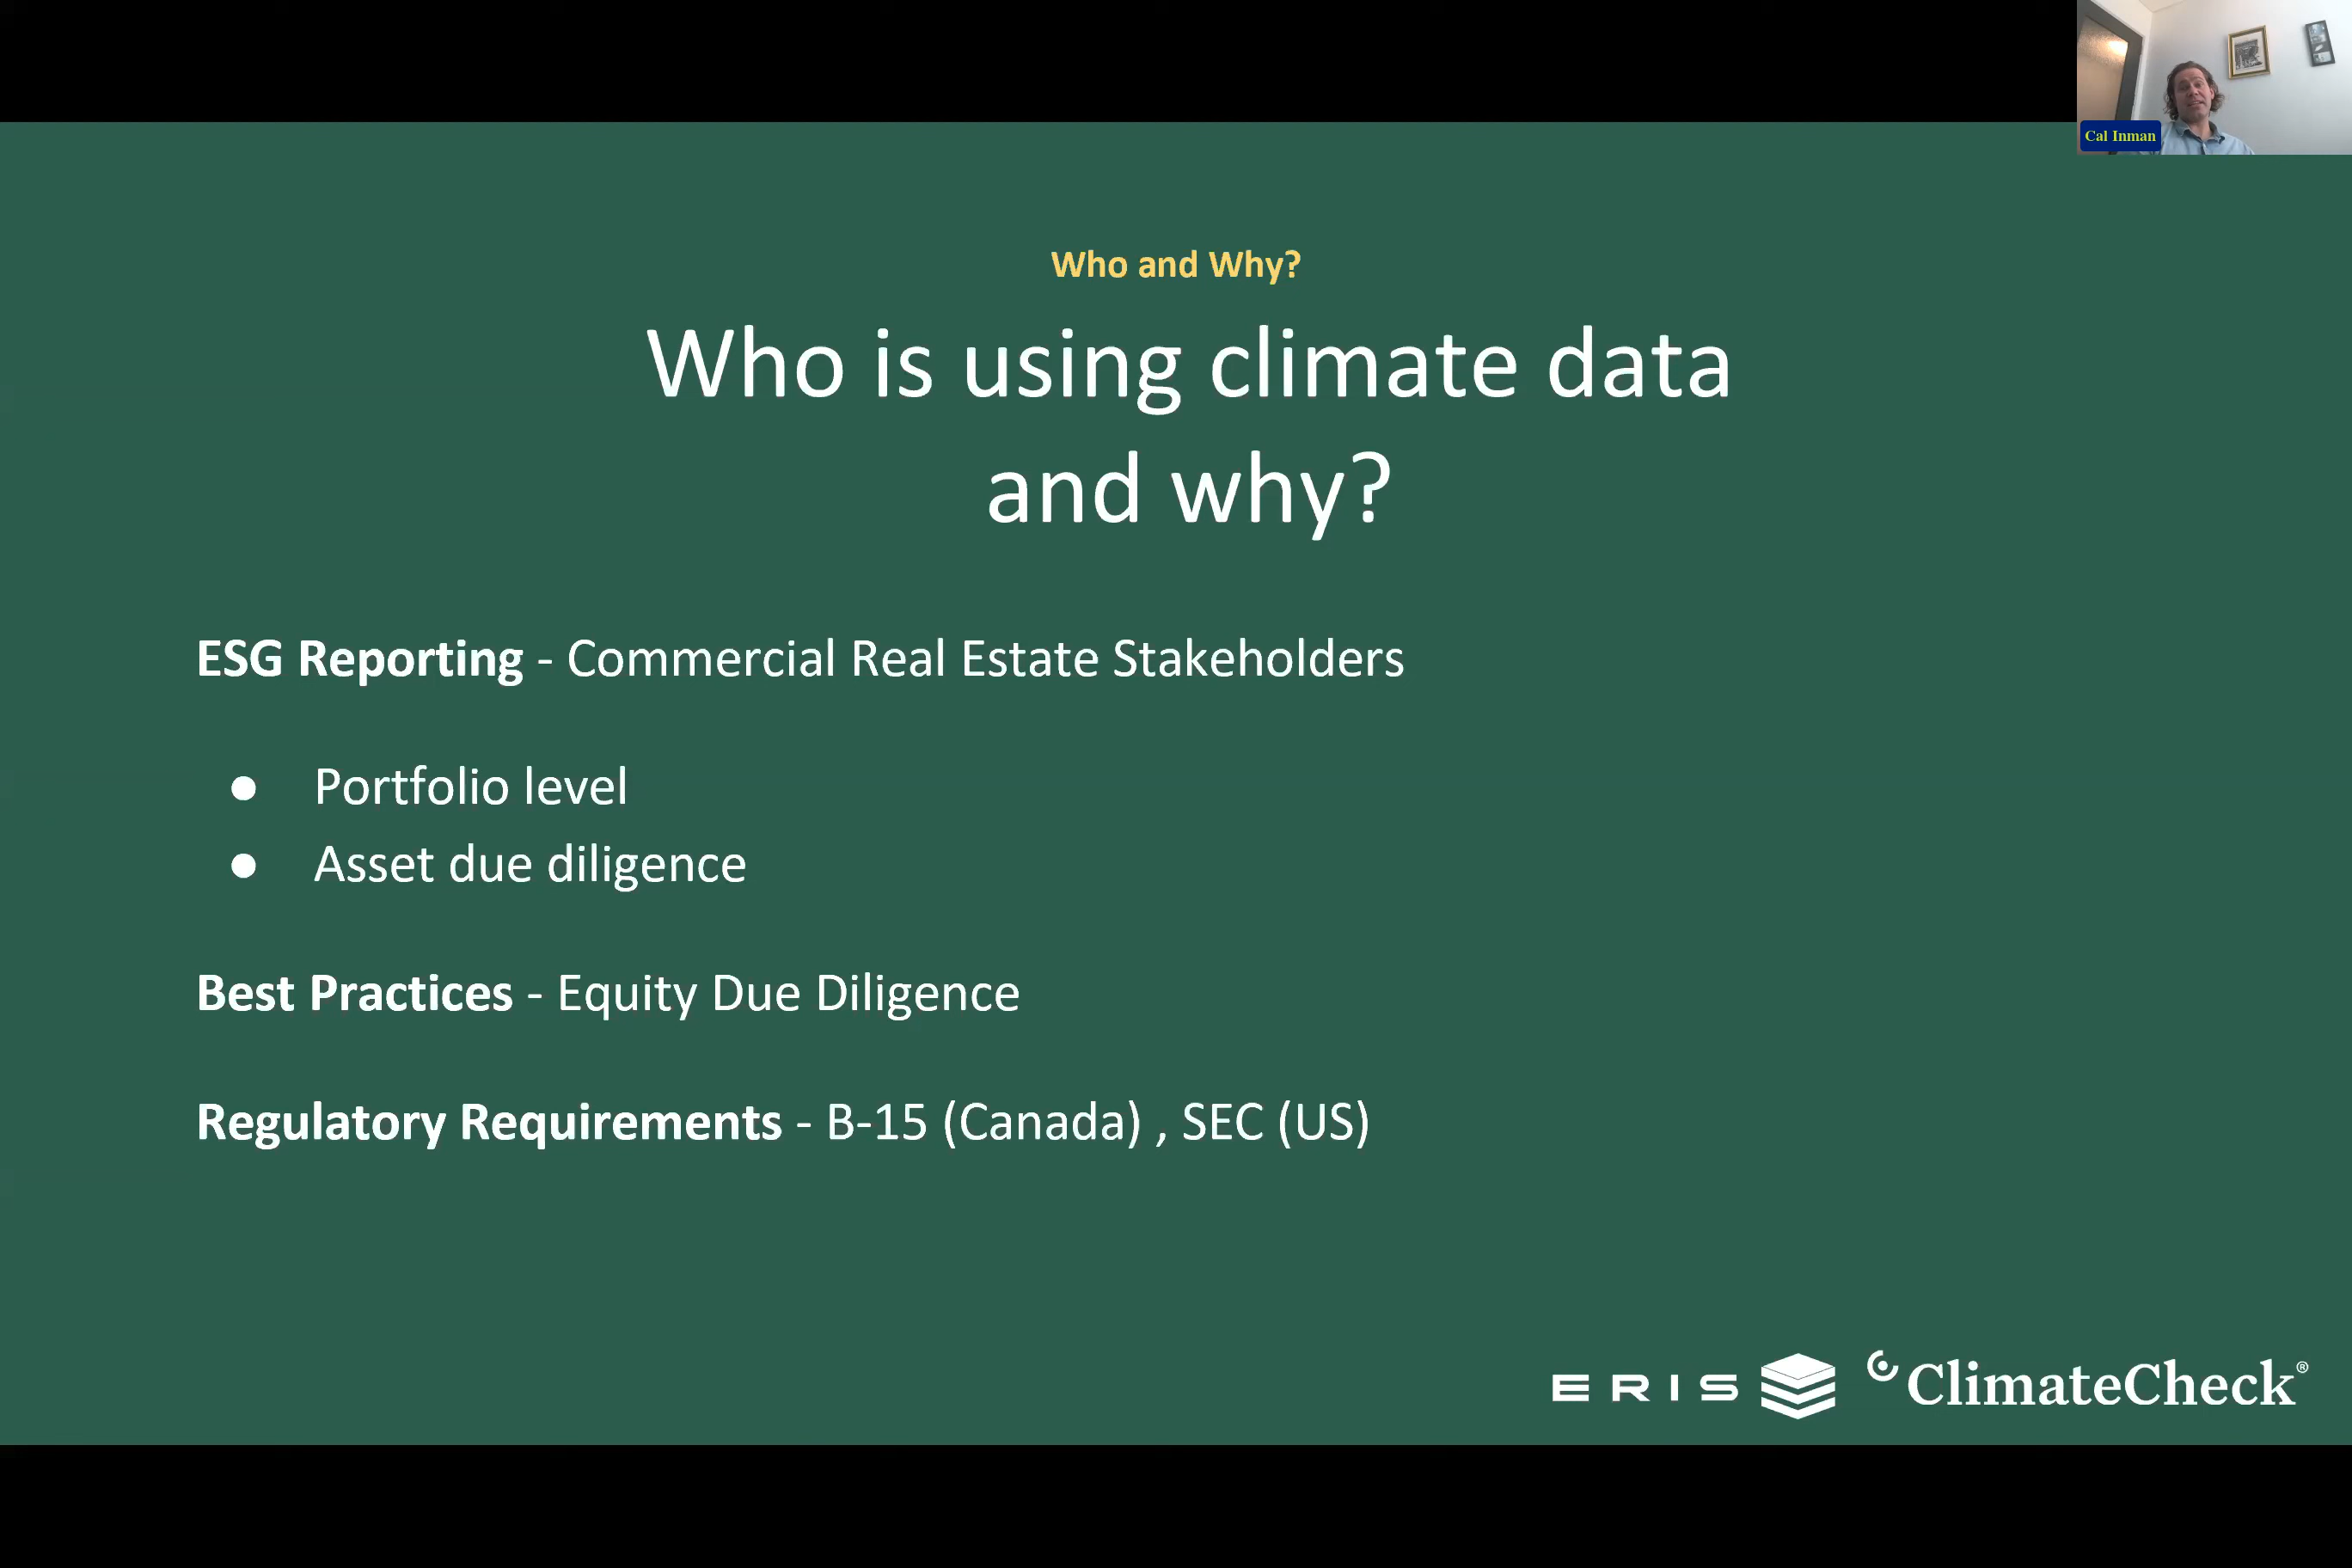 Cal Inman
Who and Why?
Who is using climate data
and why?
ESG Reporting - Commercial Real Estate Stakeholders
● Portfolio level
● Asset due diligence
Best Practices - Equity Due Diligence
Regulatory Requirements - B-15 (Canada) , SEC (US)
ERIS ClimateCheck®